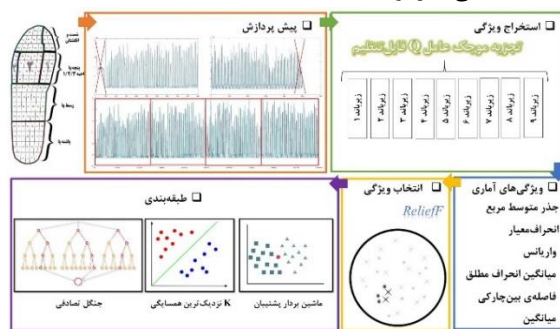 پیش پردازش
استخراج ویژگی
تجزیه موجک عامل Q قابل‌تنظیم
زیرباند ۱
زیرباند ۲
زیرباند ۳
زیرباند ۴
زیرباند ۵
زیرباند ۶
زیرباند ۷
زیرباند ۸
زیرباند ۹
ویژگی‌های آماری
جذر متوسط مربع
انحراف‌معیار
واریانس
میانگین انحراف مطلق
فاصله‌ی بین‌چارکی
میانگین
انتخاب ویژگی
ReliefF
طبقه‌بندی
ماشین بردار پشتیبان
K نزدیک‌ترین همسایگی
جنگل تصادفی